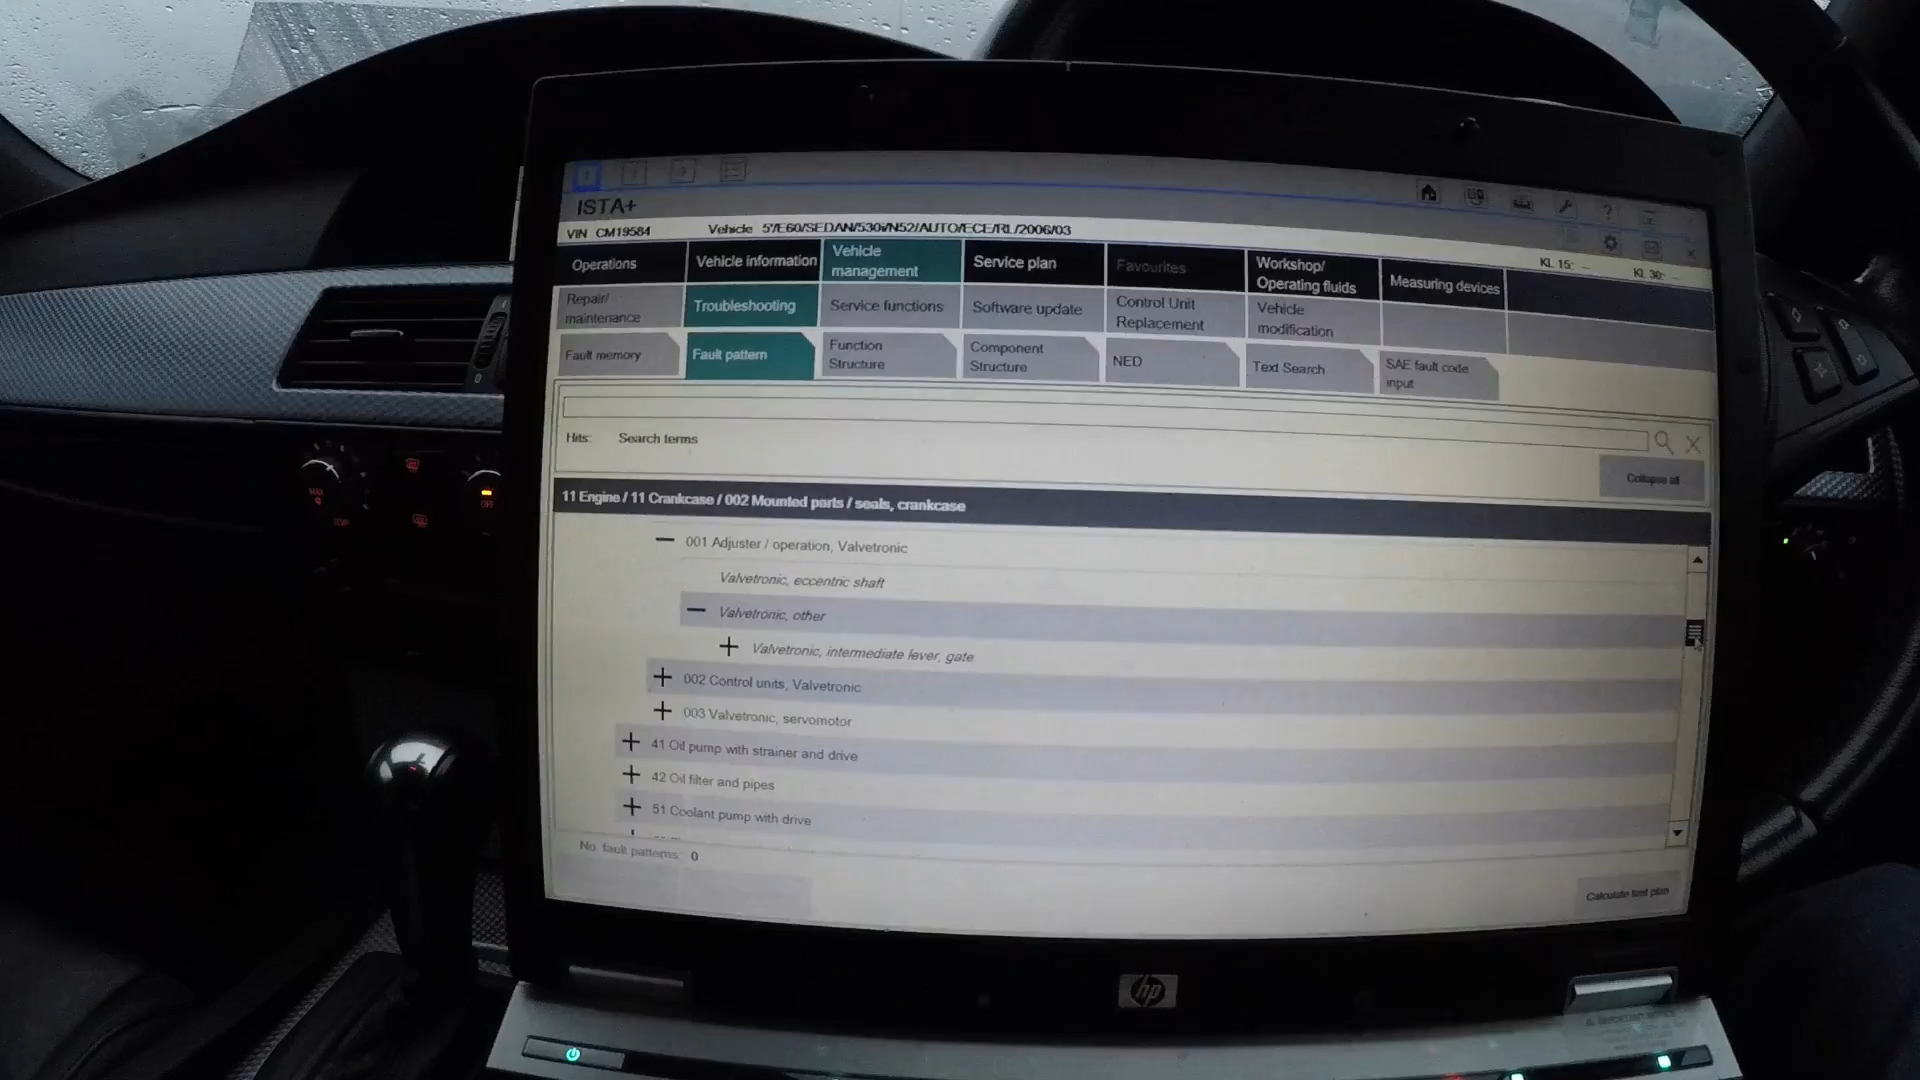 ISTA+
VIN CM19584 Vehicle 5'/E60/SEDAN/530i/N52/AUTO/ECE/RL/2006/03
KL 15: -- KL 30: --
Operations Vehicle information Vehicle management Service plan Favourites Workshop/ Operating fluids Measuring devices
Repair/ maintenance Troubleshooting Service functions Software update Control Unit Replacement Vehicle modification
Fault memory Fault pattern Function Structure Component Structure NED Text Search SAE fault code input
Hits: Search terms
Collapse all
11 Engine / 11 Crankcase / 002 Mounted parts / seals, crankcase
001 Adjuster / operation, Valvetronic
Valvetronic, eccentric shaft
Valvetronic, other
Valvetronic, intermediate lever, gate
002 Control units, Valvetronic
003 Valvetronic, servomotor
41 Oil pump with strainer and drive
42 Oil filter and pipes
51 Coolant pump with drive
No. fault patterns: 0
Calculate test plan
hp